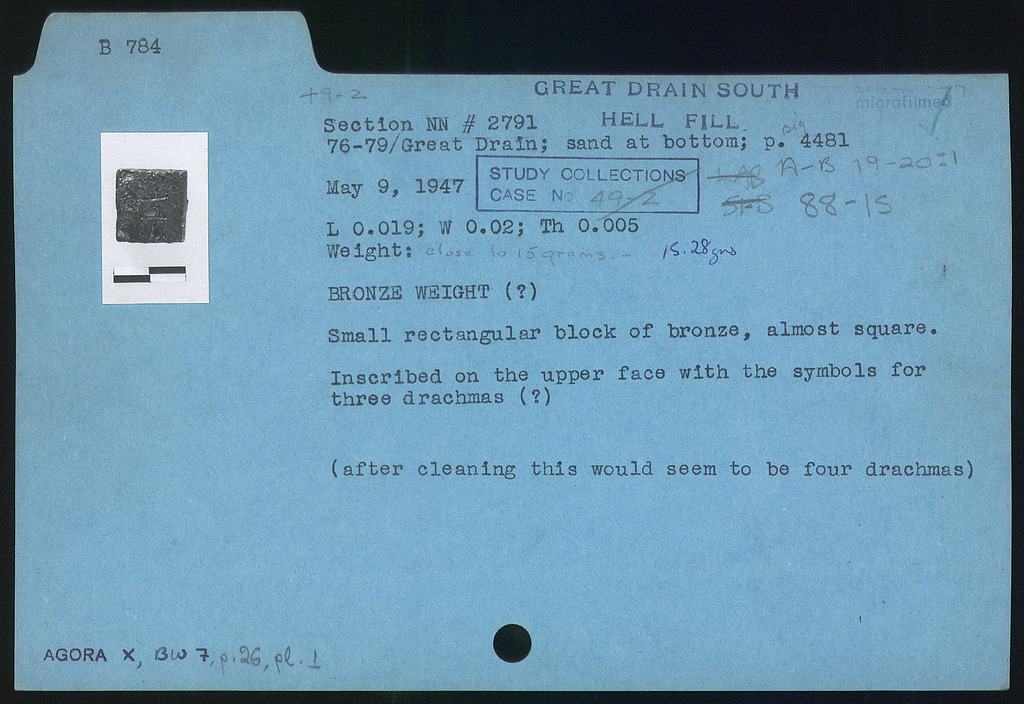 B 784
49-2
GREAT DRAIN SOUTH
microfilmed
Section NN # 2791 HELL FILL
76-79/Great Drain; sand at bottom; p. 4481
May 9, 1947
STUDY COLLECTIONS
CASE No 49-2
A-B 19-20:1
88-15
L 0.019; W 0.02; Th 0.005
Weight: close to 15 grams. 15.28gms
BRONZE WEIGHT (?)
Small rectangular block of bronze, almost square.
Inscribed on the upper face with the symbols for
three drachmas (?)
(after cleaning this would seem to be four drachmas)
AGORA X, BW 7, p. 26, pl. 1